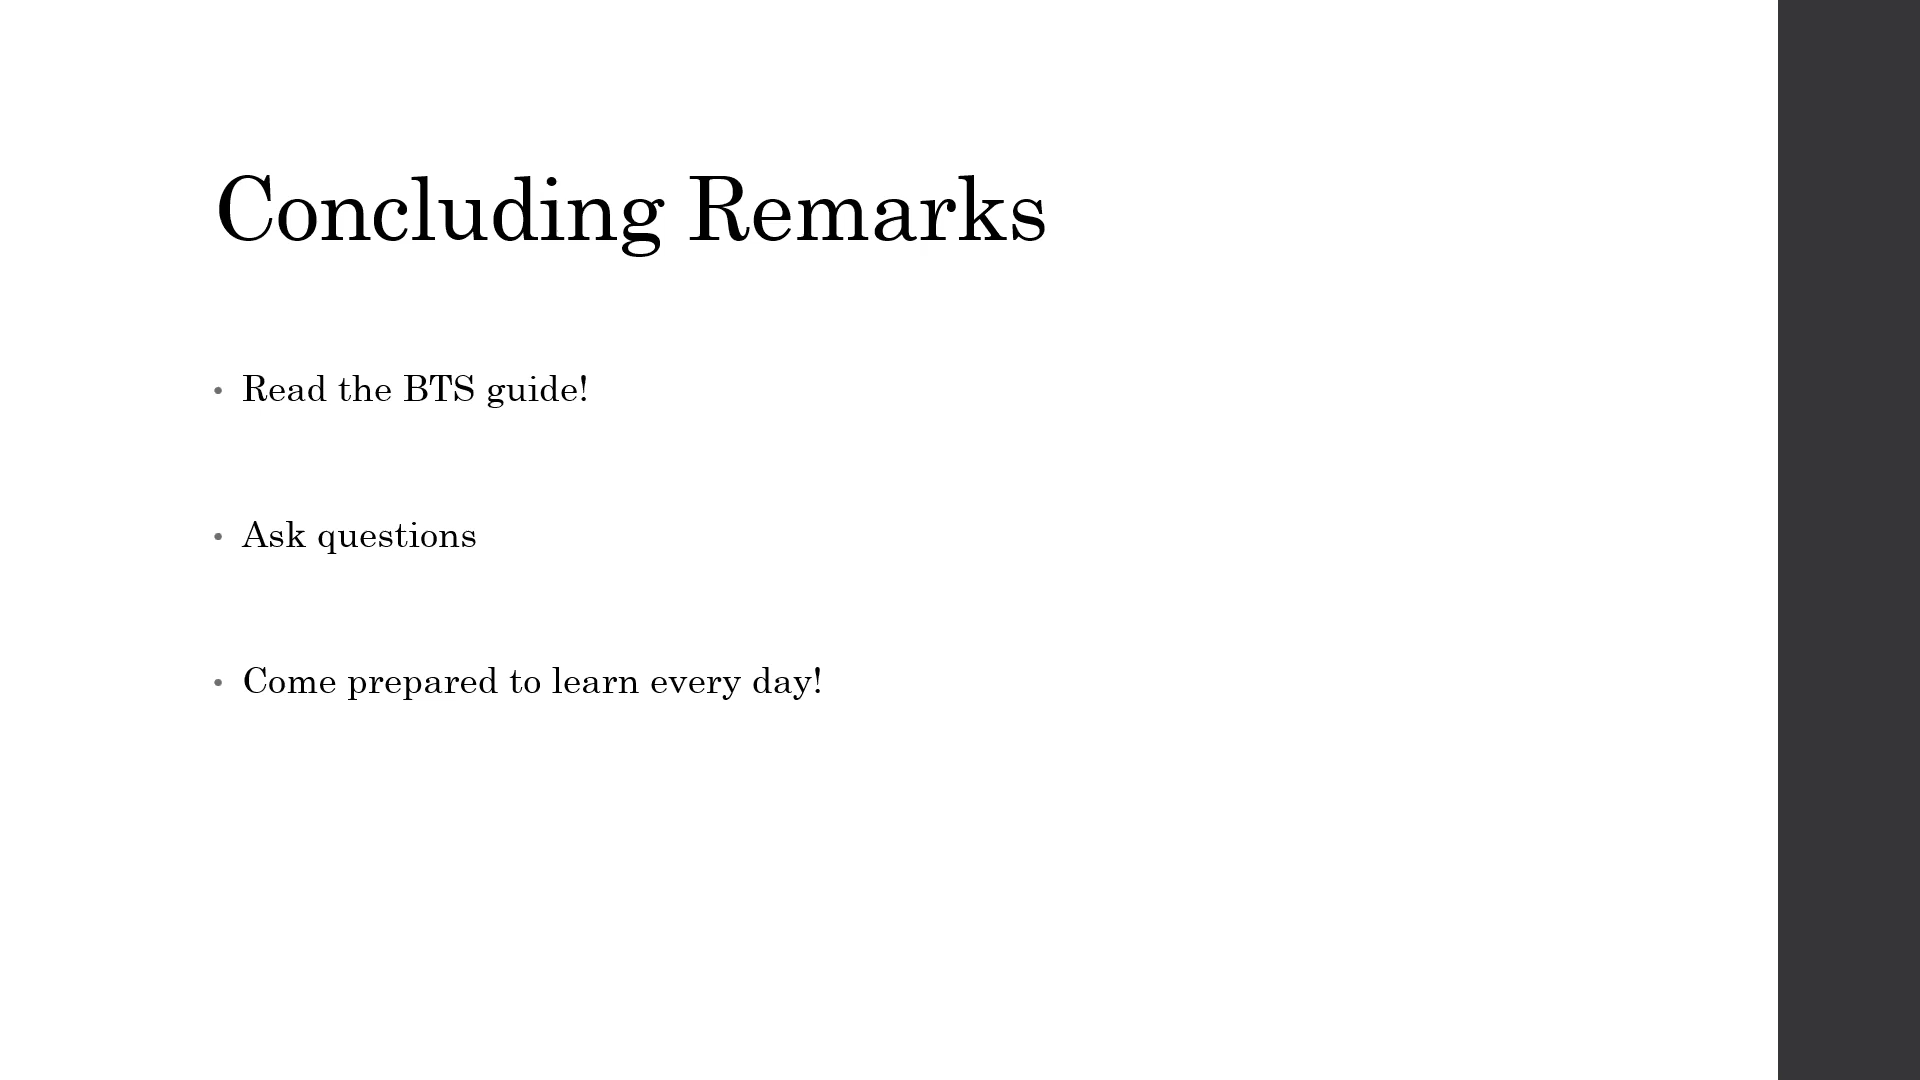 Concluding Remarks
• Read the BTS guide!
• Ask questions
• Come prepared to learn every day!